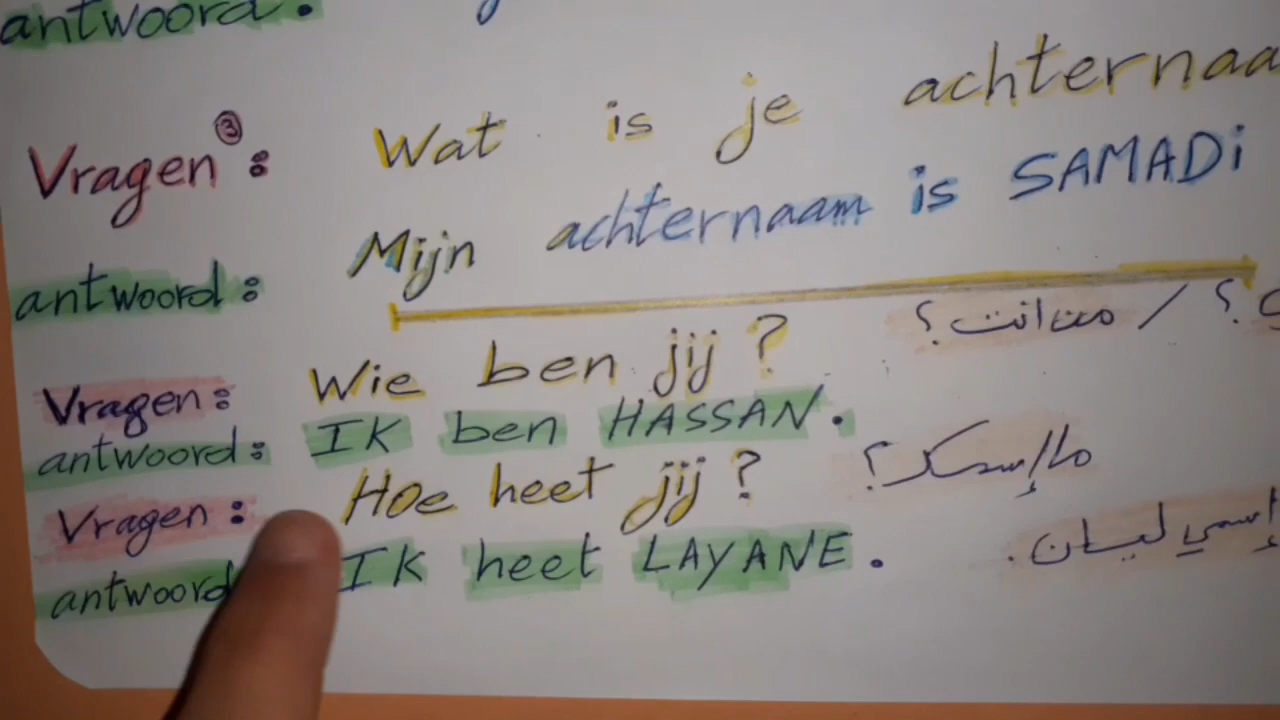 antwoord:
Vragen ③: Wat is je achternaa
antwoord: Mijn achternaam is SAMADi
من انت؟ / ؟
Vragen: Wie ben jij?
antwoord: IK ben HASSAN.
Vragen: Hoe heet jij? ما إسمك؟
antwoord IK heet LAYANE. إسمي ليان.